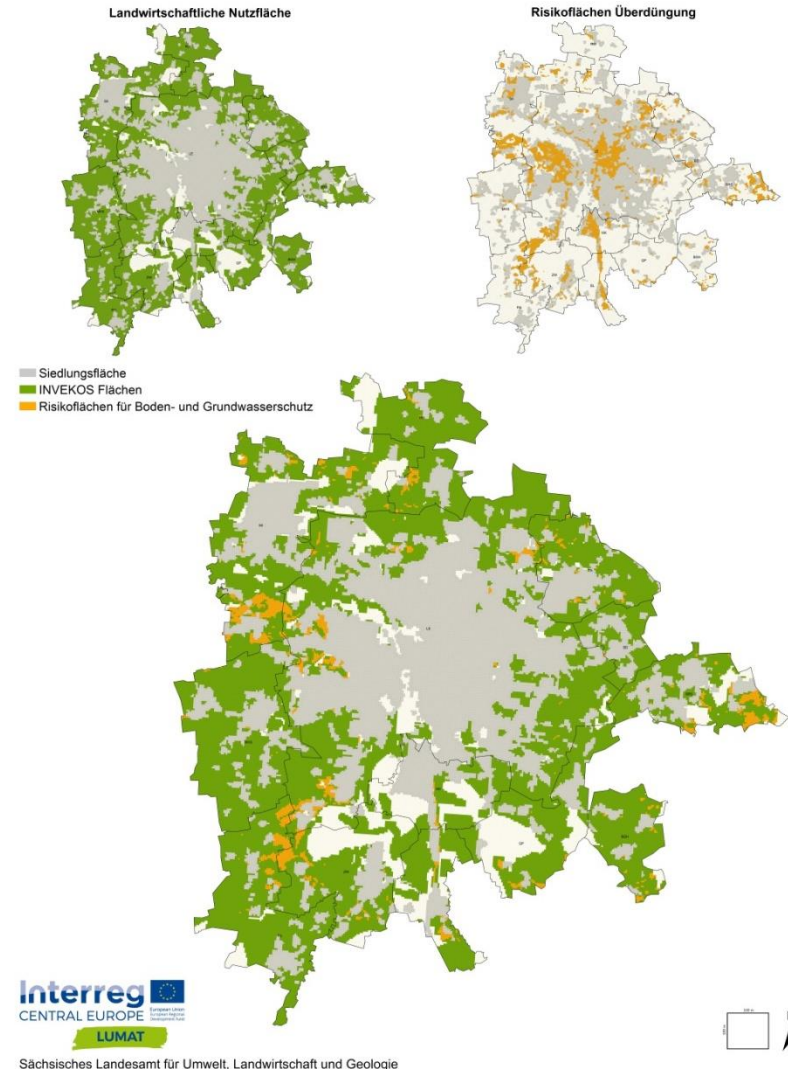 Landwirtschaftliche Nutzfläche
Risikoflächen Überdüngung
Siedlungsfläche
INVEKOS Flächen
Risikoflächen für Boden- und Grundwasserschutz
Interreg
CENTRAL EUROPE
European Union
European Regional
Development Fund
LUMAT
Sächsisches Landesamt für Umwelt, Landwirtschaft und Geologie